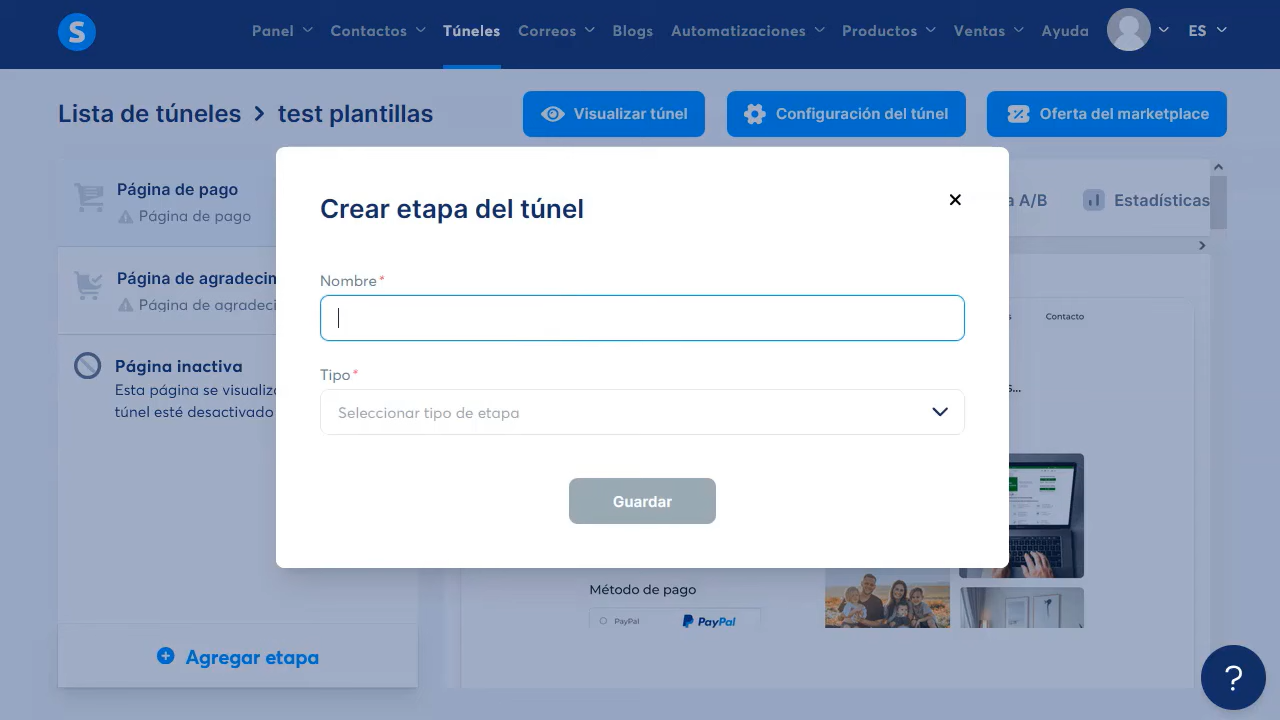 S
Panel
Contactos
Túneles
Correos
Blogs
Automatizaciones
Productos
Ventas
Ayuda
ES
Lista de túneles > test plantillas
Visualizar túnel
Configuración del túnel
Oferta del marketplace
Página de pago
Página de pago
Página de agradecim
Página de agradeci
Página inactiva
Esta página se visualiz
túnel esté desactivado
Agregar etapa
Crear etapa del túnel
Nombre*
Tipo*
Seleccionar tipo de etapa
Guardar
a A/B
Estadísticas
Contacto
Método de pago
PayPal
PayPal
?